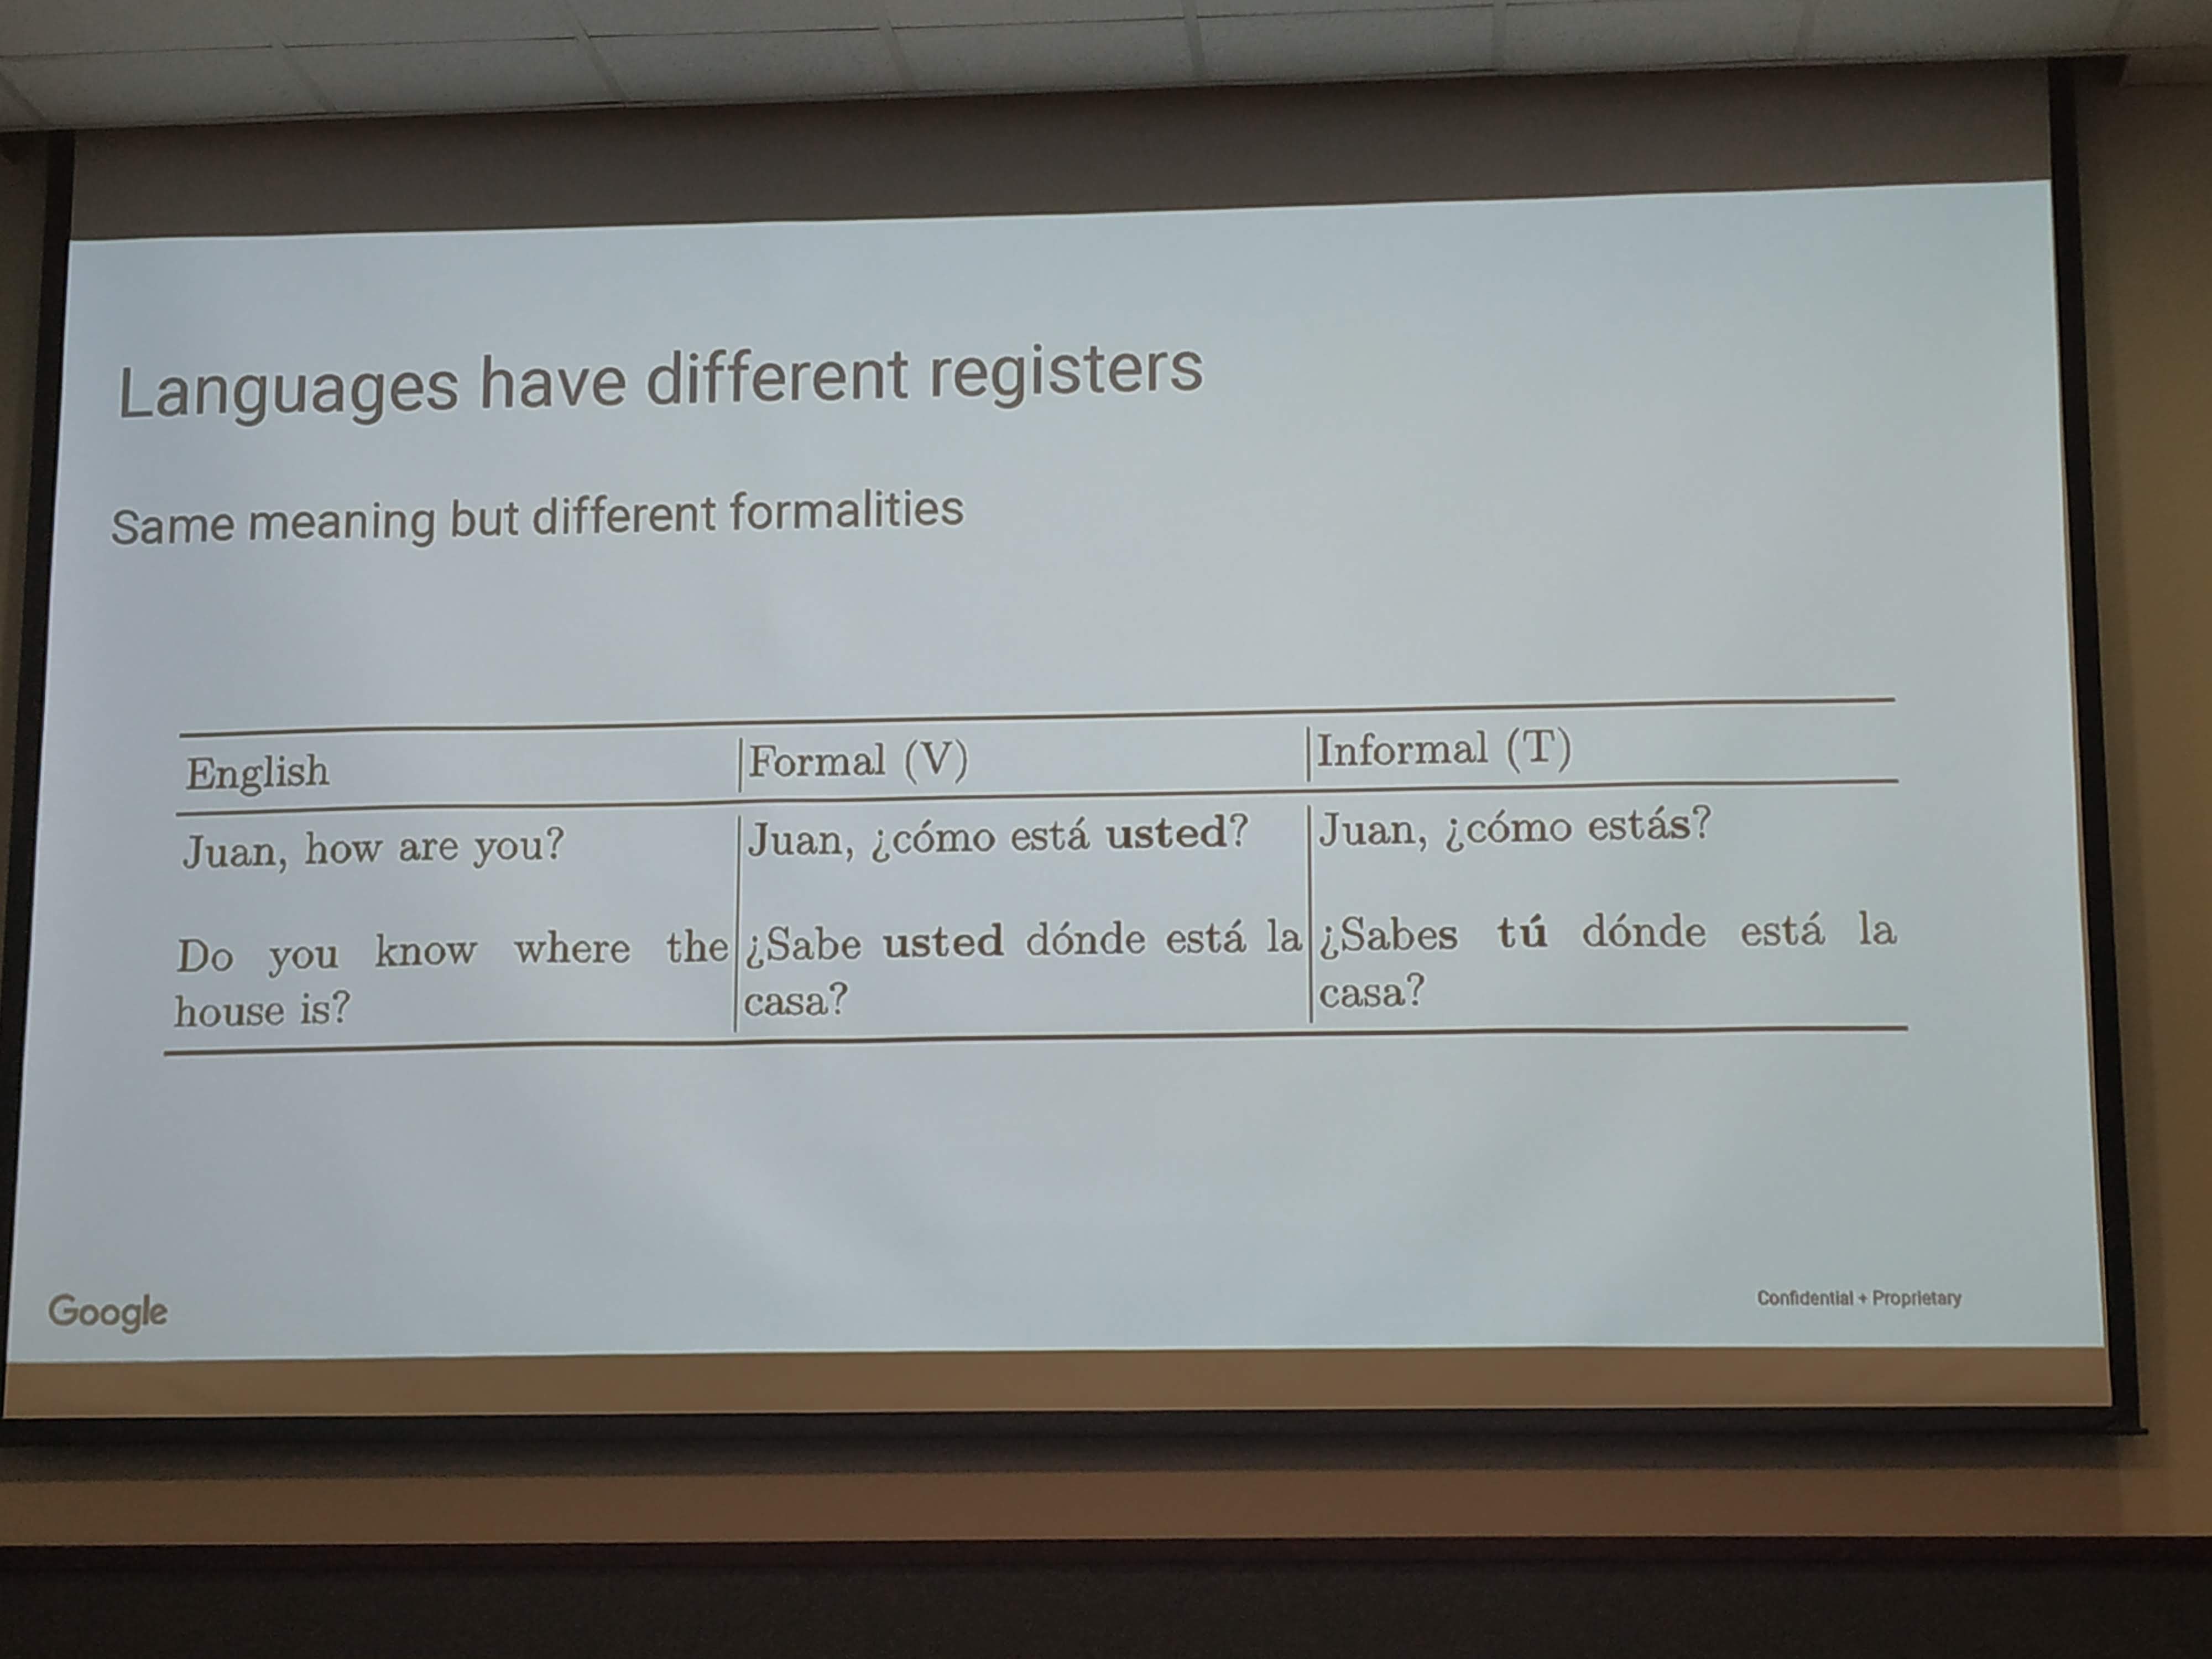 Languages have different registers
Same meaning but different formalities
English
Formal (V)
Informal (T)
Juan, how are you?
Juan, ¿cómo está usted?
Juan, ¿cómo estás?
Do you know where the
house is?
¿Sabe usted dónde está la
casa?
¿Sabes tú dónde está la
casa?
Google
Confidential + Proprietary